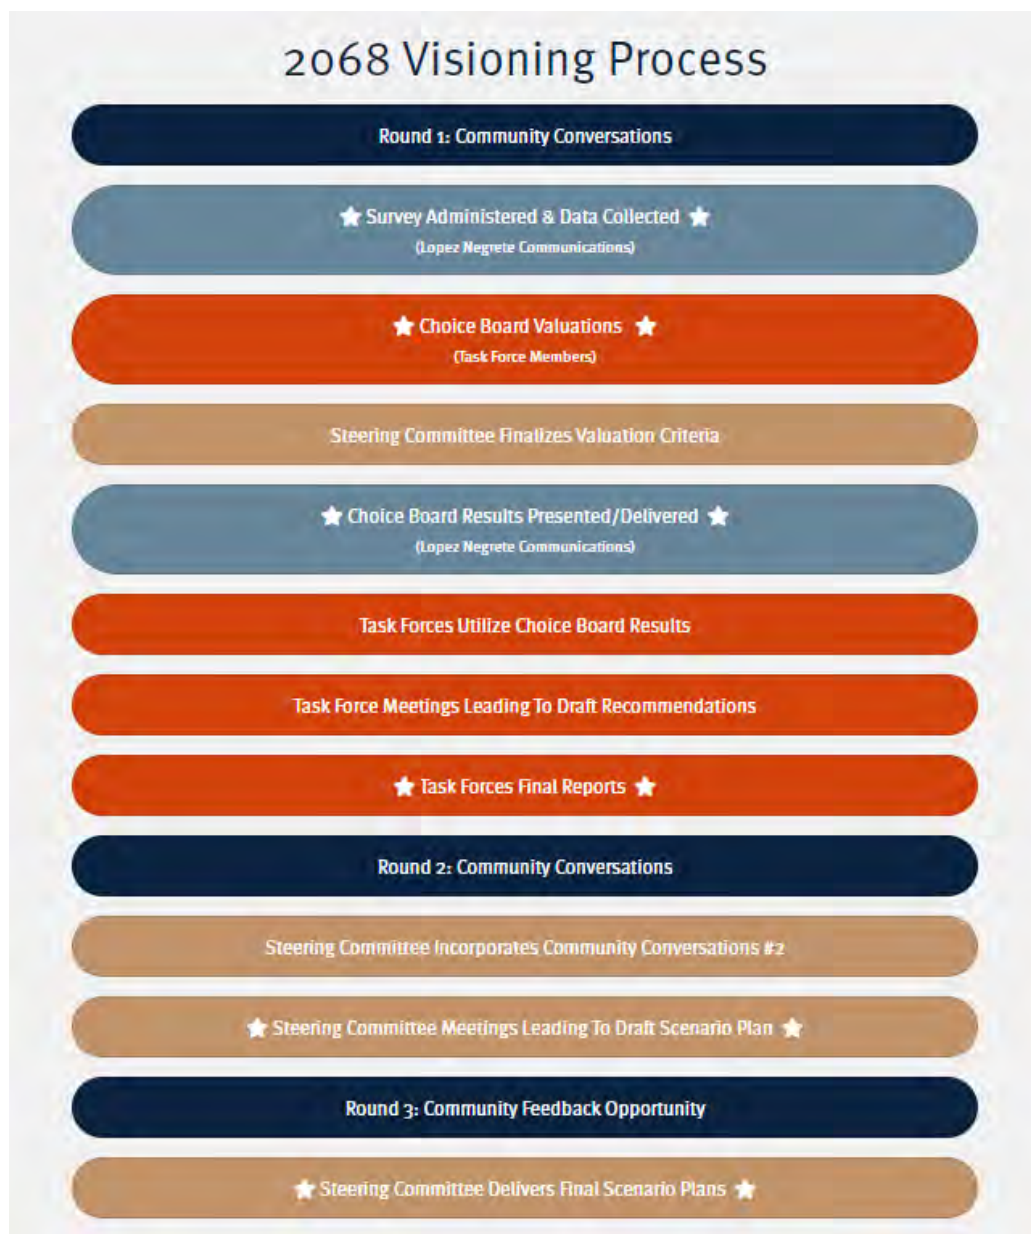 2068 Visioning Process
Round 1: Community Conversations
★ Survey Administered & Data Collected ★
(Lopez Negrete Communications)
★ Choice Board Valuations ★
(Task Force Members)
Steering Committee Finalizes Valuation Criteria
★ Choice Board Results Presented/Delivered ★
(Lopez Negrete Communications)
Task Forces Utilize Choice Board Results
Task Force Meetings Leading To Draft Recommendations
★ Task Forces Final Reports ★
Round 2: Community Conversations
Steering Committee Incorporates Community Conversations #2
★ Steering Committee Meetings Leading To Draft Scenario Plan ★
Round 3: Community Feedback Opportunity
★ Steering Committee Delivers Final Scenario Plans ★